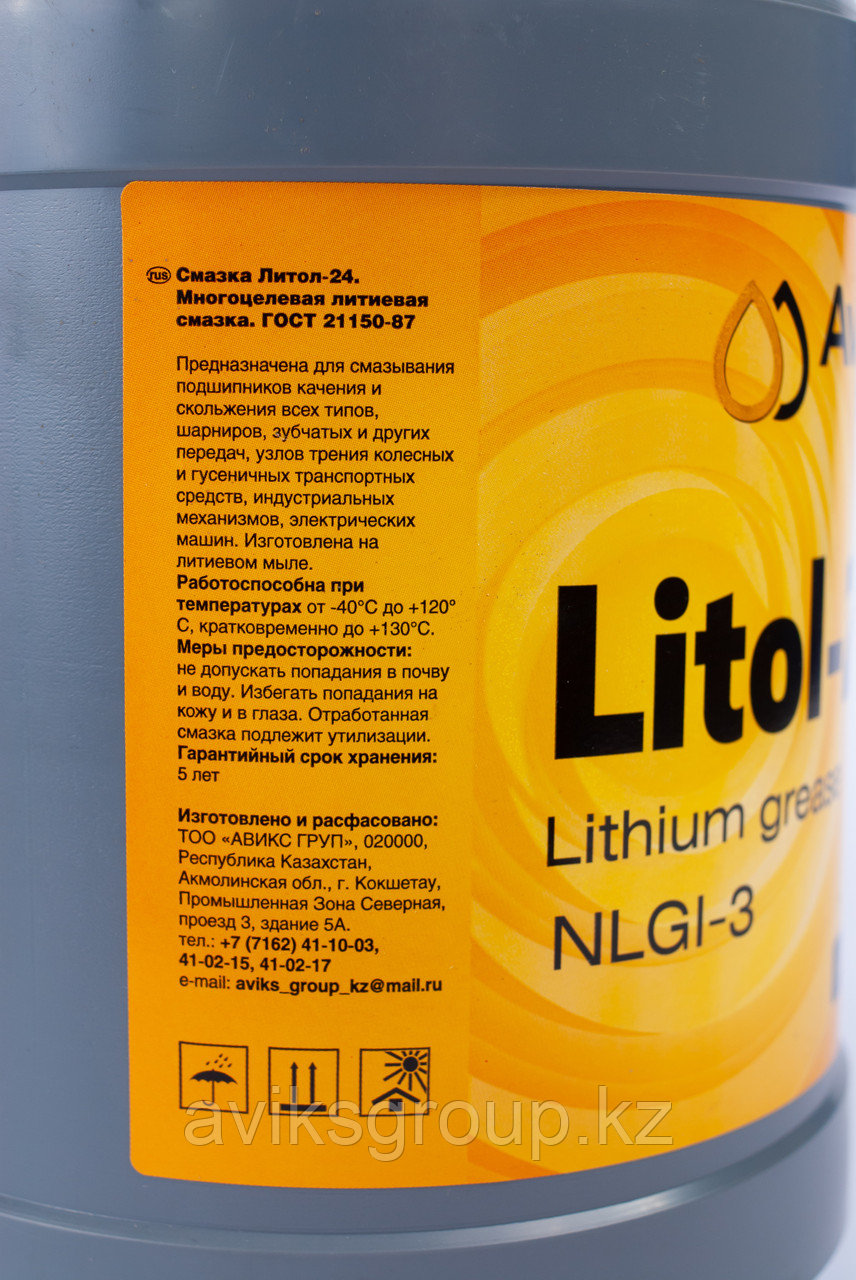 rus Смазка Литол-24.
Многоцелевая литиевая
смазка. ГОСТ 21150-87
Предназначена для смазывания
подшипников качения и
скольжения всех типов,
шарниров, зубчатых и других
передач, узлов трения колесных
и гусеничных транспортных
средств, индустриальных
механизмов, электрических
машин. Изготовлена на
литиевом мыле.
Работоспособна при
температурах от -40°C до +120°
С, кратковременно до +130°С.
Меры предосторожности:
не допускать попадания в почву
и воду. Избегать попадания на
кожу и в глаза. Отработанная
смазка подлежит утилизации.
Гарантийный срок хранения:
5 лет
Изготовлено и расфасовано:
ТОО «АВИКС ГРУП», 020000,
Республика Казахстан,
Акмолинская обл., г. Кокшетау,
Промышленная Зона Северная,
проезд 3, здание 5А.
тел.: +7 (7162) 41-10-03,
41-02-15, 41-02-17
e-mail: aviks_group_kz@mail.ru
Litol-
Lithium grease
NLGI-3
aviksgroup.kz